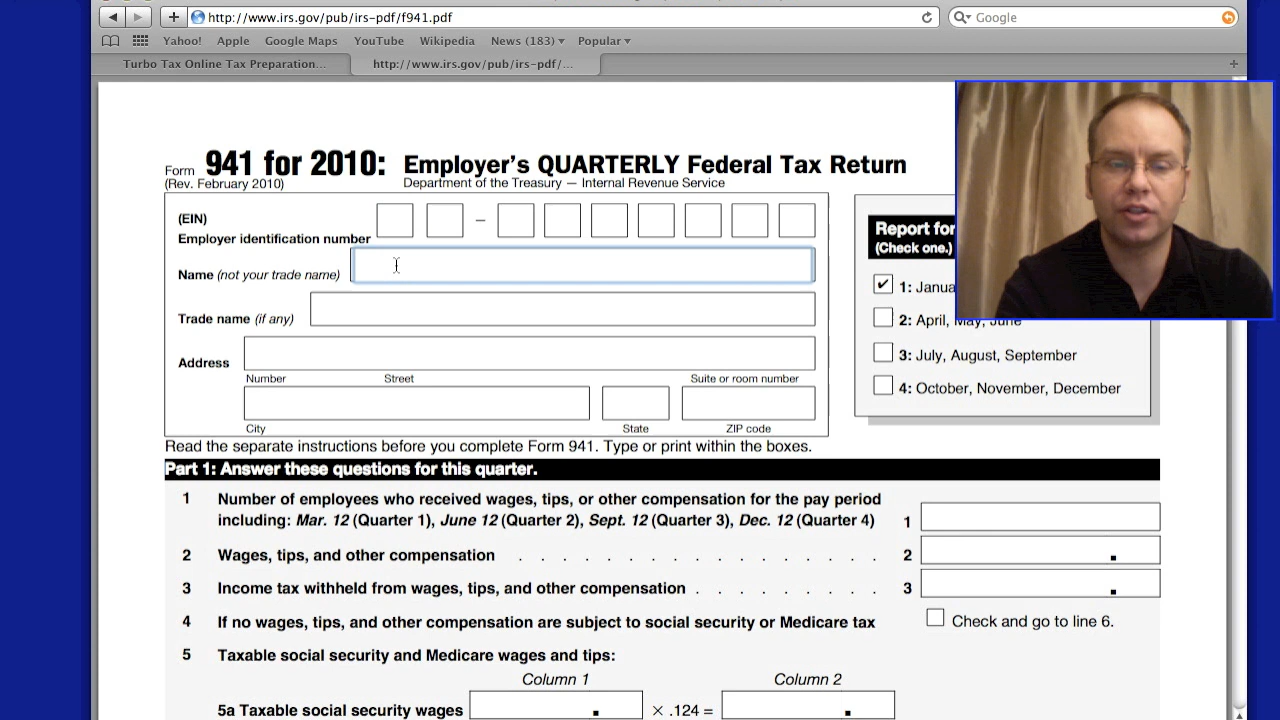 http://www.irs.gov/pub/irs-pdf/f941.pdf
Google
Yahoo! Apple Google Maps YouTube Wikipedia News (183) Popular
Turbo Tax Online Tax Preparation... http://www.irs.gov/pub/irs-pdf/...
Form 941 for 2010: Employer's QUARTERLY Federal Tax Return
(Rev. February 2010) Department of the Treasury — Internal Revenue Service
(EIN)
Employer identification number
–
Name (not your trade name)
Trade name (if any)
Address
Number Street Suite or room number
City State ZIP code
Report for
(Check one.)
1: Janua
2: April, May, June
3: July, August, September
4: October, November, December
Read the separate instructions before you complete Form 941. Type or print within the boxes.
Part 1: Answer these questions for this quarter.
1 Number of employees who received wages, tips, or other compensation for the pay period
including: Mar. 12 (Quarter 1), June 12 (Quarter 2), Sept. 12 (Quarter 3), Dec. 12 (Quarter 4) 1
2 Wages, tips, and other compensation . . . . . . . . . . . . . . . . . 2 .
3 Income tax withheld from wages, tips, and other compensation . . . . . . . 3 .
4 If no wages, tips, and other compensation are subject to social security or Medicare tax Check and go to line 6.
5 Taxable social security and Medicare wages and tips:
Column 1 Column 2
5a Taxable social security wages . × .124 = .